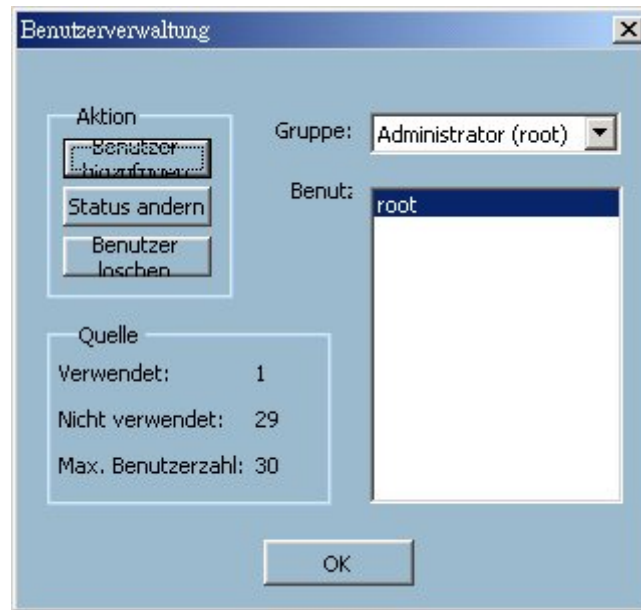 Benutzerverwaltung
Aktion
Benutzer
Status andern
Benutzer
loschen
Gruppe:
Administrator (root)
Benut
root
Quelle
Verwendet: 1
Nicht verwendet: 29
Max. Benutzerzahl: 30
OK